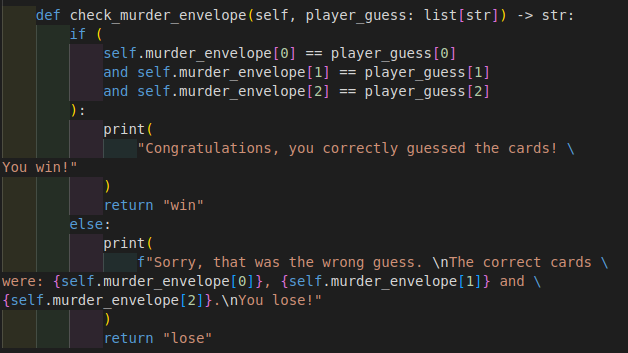 def check_murder_envelope(self, player_guess: list[str]) -> str:
if (
self.murder_envelope[0] == player_guess[0]
and self.murder_envelope[1] == player_guess[1]
and self.murder_envelope[2] == player_guess[2]
):
print(
"Congratulations, you correctly guessed the cards! \
You win!"
)
return "win"
else:
print(
f"Sorry, that was the wrong guess. \nThe correct cards \
were: {self.murder_envelope[0]}, {self.murder_envelope[1]} and \
{self.murder_envelope[2]}.\nYou lose!"
)
return "lose"